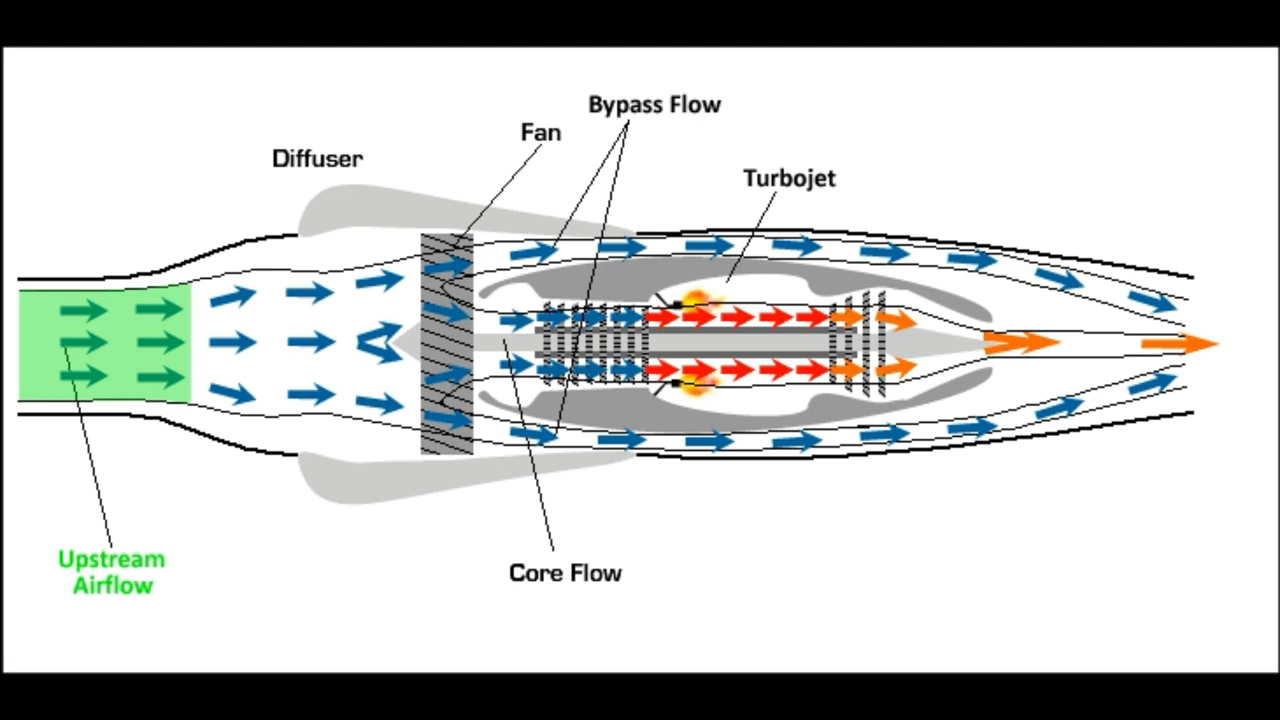 Bypass Flow
Fan
Diffuser
Turbojet
Upstream
Airflow
Core Flow